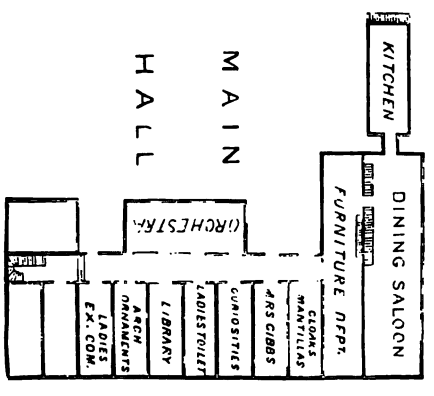 MAIN
HALL
KITCHEN
DINING SALOON
FURNITURE DEPT.
ORCHESTRA
LADIES
EX. COM.
ARCH
ORNAMENTS
LIBRARY
LADIES TOILET
CURIOSITIES
MRS GIBBS
CLOAKS
MANTILLAS